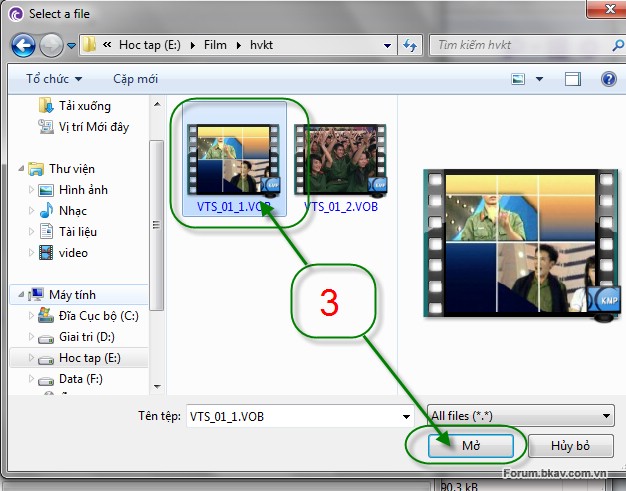 Select a file
« Hoc tap (E:) Film hvkt
Tìm kiếm hvkt
Tổ chức Cặp mới
Tải xuống
Vị trí Mới đây
Thư viện
Hình ảnh
Nhạc
Tài liệu
video
Máy tính
Đĩa Cục bộ (C:)
Giai tri (D:)
Hoc tap (E:)
Data (F:)
KMP
VTS_01_1.VOB
KMP
VTS_01_2.VOB
KMP
3
Tên tệp: VTS_01_1.VOB
All files (*.*)
Mở Hủy bỏ
Forum.bkav.com.vn
90,3 kB